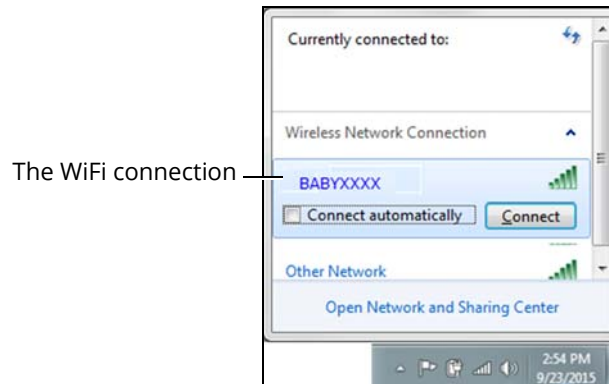 Currently connected to:
Wireless Network Connection
The WiFi connection
BABYXXXX
Connect automatically
Connect
Other Network
Open Network and Sharing Center
2:54 PM
9/23/2015